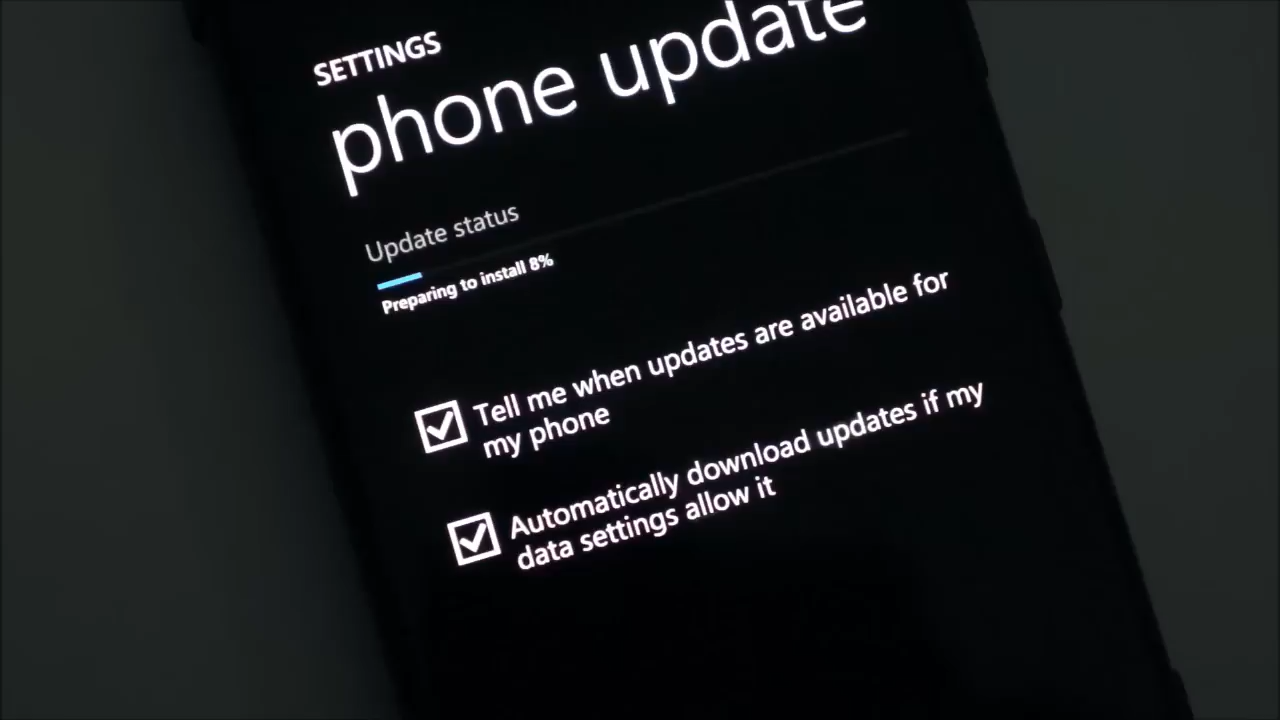 SETTINGS
phone update
Update status
Preparing to install 8%
Tell me when updates are available for
my phone
Automatically download updates if my
data settings allow it